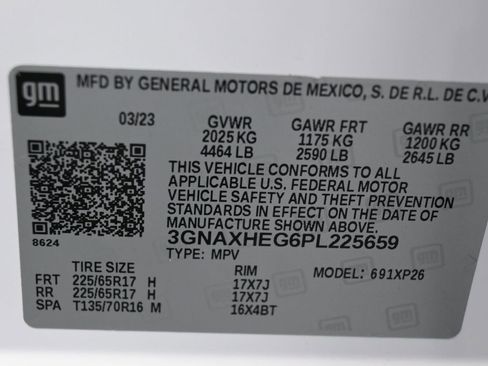 gm
MFD BY GENERAL MOTORS DE MEXICO, S. DE R.L. DE C.V
03/23 GVWR GAWR FRT GAWR RR
2025 KG 1175 KG 1200 KG
4464 LB 2590 LB 2645 LB
THIS VEHICLE CONFORMS TO ALL
APPLICABLE U.S. FEDERAL MOTOR
VEHICLE SAFETY AND THEFT PREVENTION
STANDARDS IN EFFECT ON THE DATE OF
MANUFACTURE SHOWN ABOVE.
8624
3GNAXHEG6PL225659
TYPE: MPV MODEL: 691XP26
TIRE SIZE RIM
FRT 225/65R17 H 17X7J
RR 225/65R17 H 17X7J
SPA T135/70R16 M 16X4BT